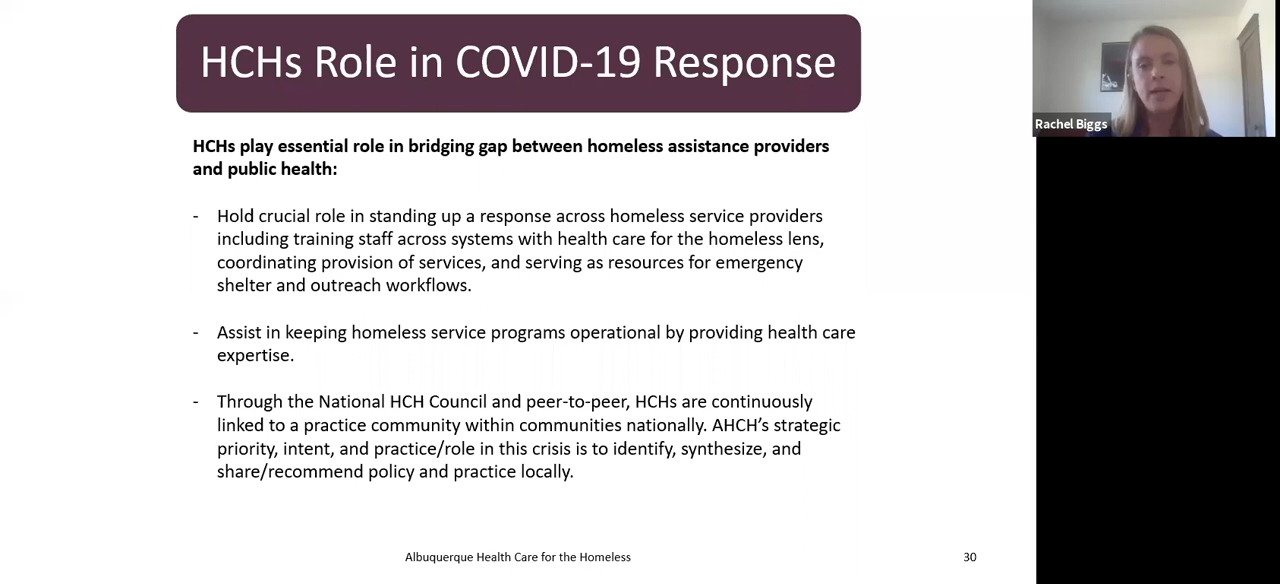 HCHs Role in COVID-19 Response
Rachel Biggs
HCHs play essential role in bridging gap between homeless assistance providers
and public health:
- Hold crucial role in standing up a response across homeless service providers
including training staff across systems with health care for the homeless lens,
coordinating provision of services, and serving as resources for emergency
shelter and outreach workflows.
- Assist in keeping homeless service programs operational by providing health care
expertise.
- Through the National HCH Council and peer-to-peer, HCHs are continuously
linked to a practice community within communities nationally. AHCH’s strategic
priority, intent, and practice/role in this crisis is to identify, synthesize, and
share/recommend policy and practice locally.
Albuquerque Health Care for the Homeless
30